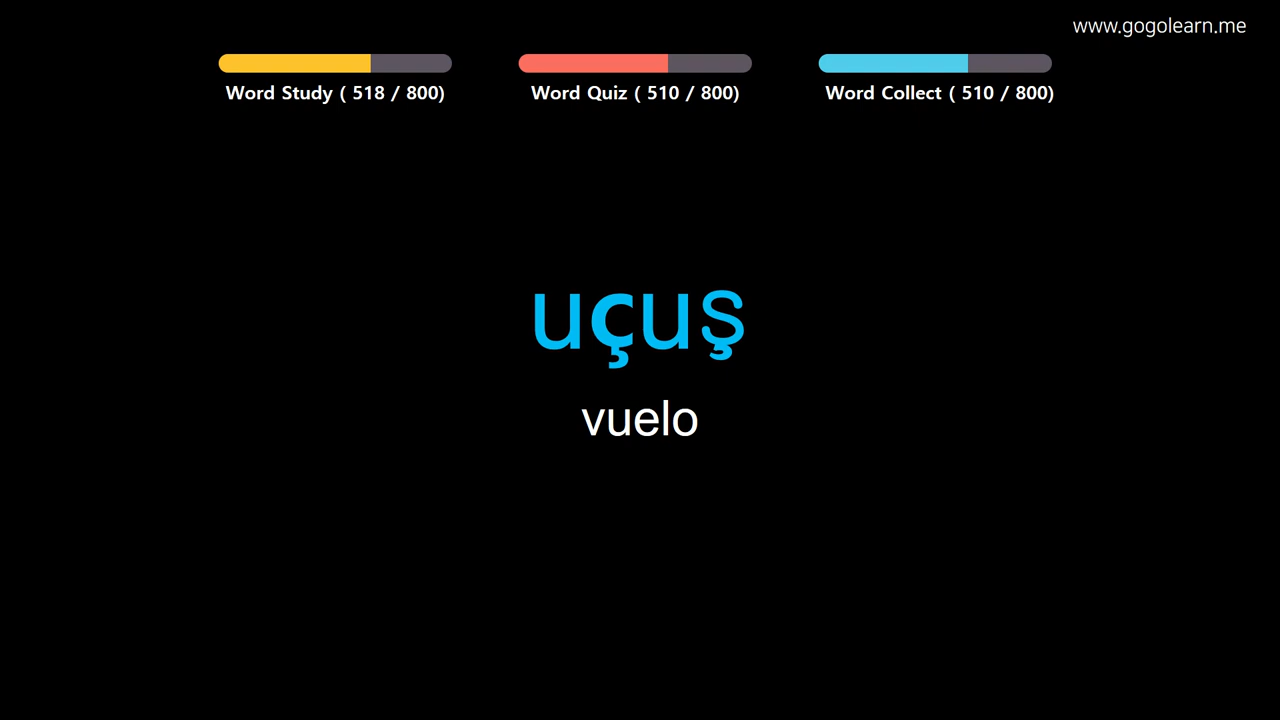 www.gogolearn.me
Word Study ( 518 / 800)
Word Quiz ( 510 / 800)
Word Collect ( 510 / 800)
uçuş
vuelo